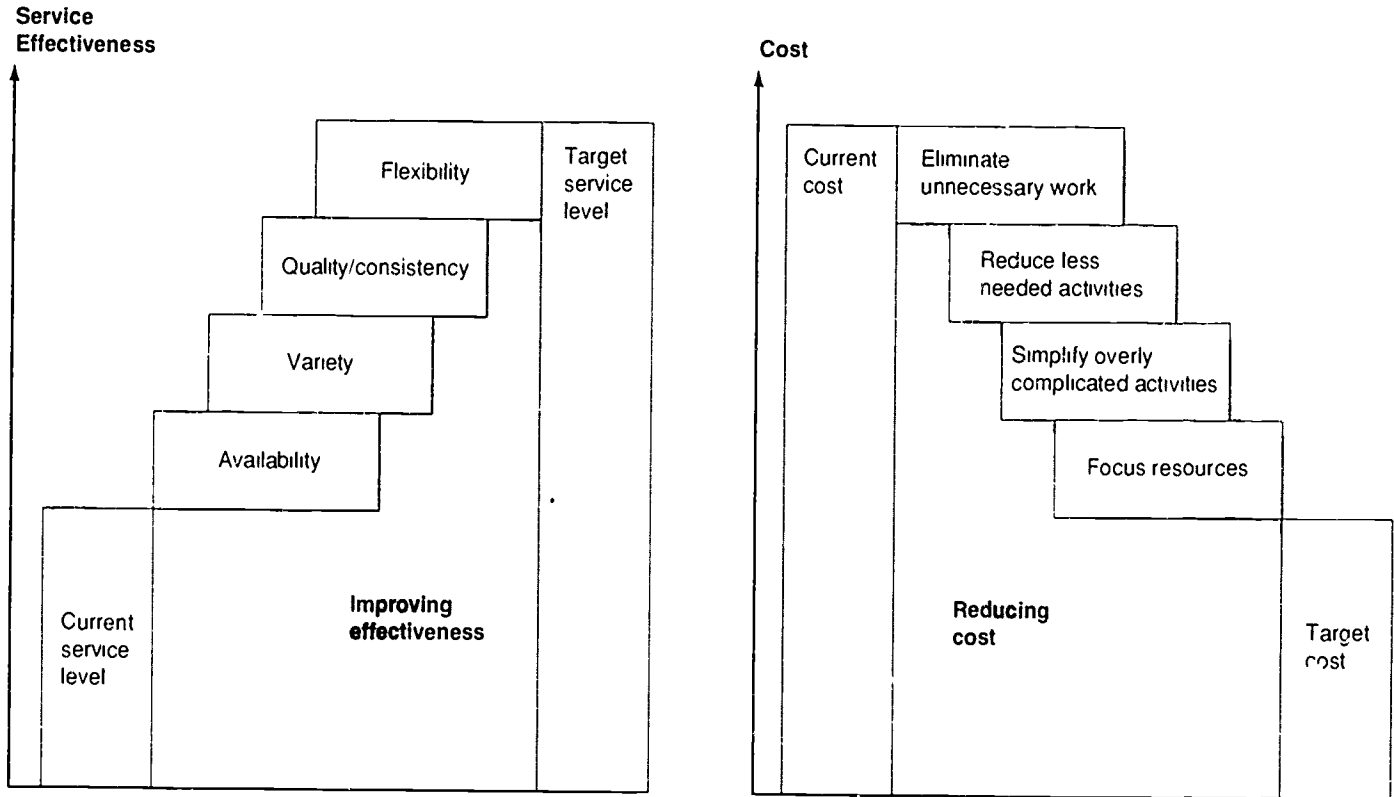 Service
Effectiveness
Flexibility
Target
service
level
Quality/consistency
Variety
Availability
Current
service
level
Improving
effectiveness
Cost
Current
cost
Eliminate
unnecessary work
Reduce less
needed activities
Simplify overly
complicated activities
Focus resources
Reducing
cost
Target
cost